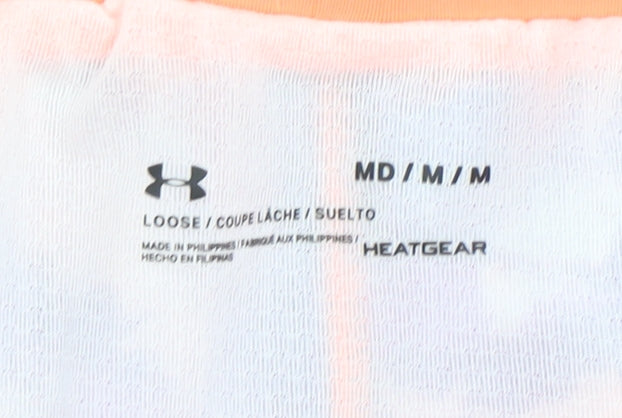 MD / M / M
LOOSE / COUPE LÂCHE / SUELTO
MADE IN PHILIPPINES / FABRIQUÉ AUX PHILIPPINES /
HECHO EN FILIPINAS
HEATGEAR